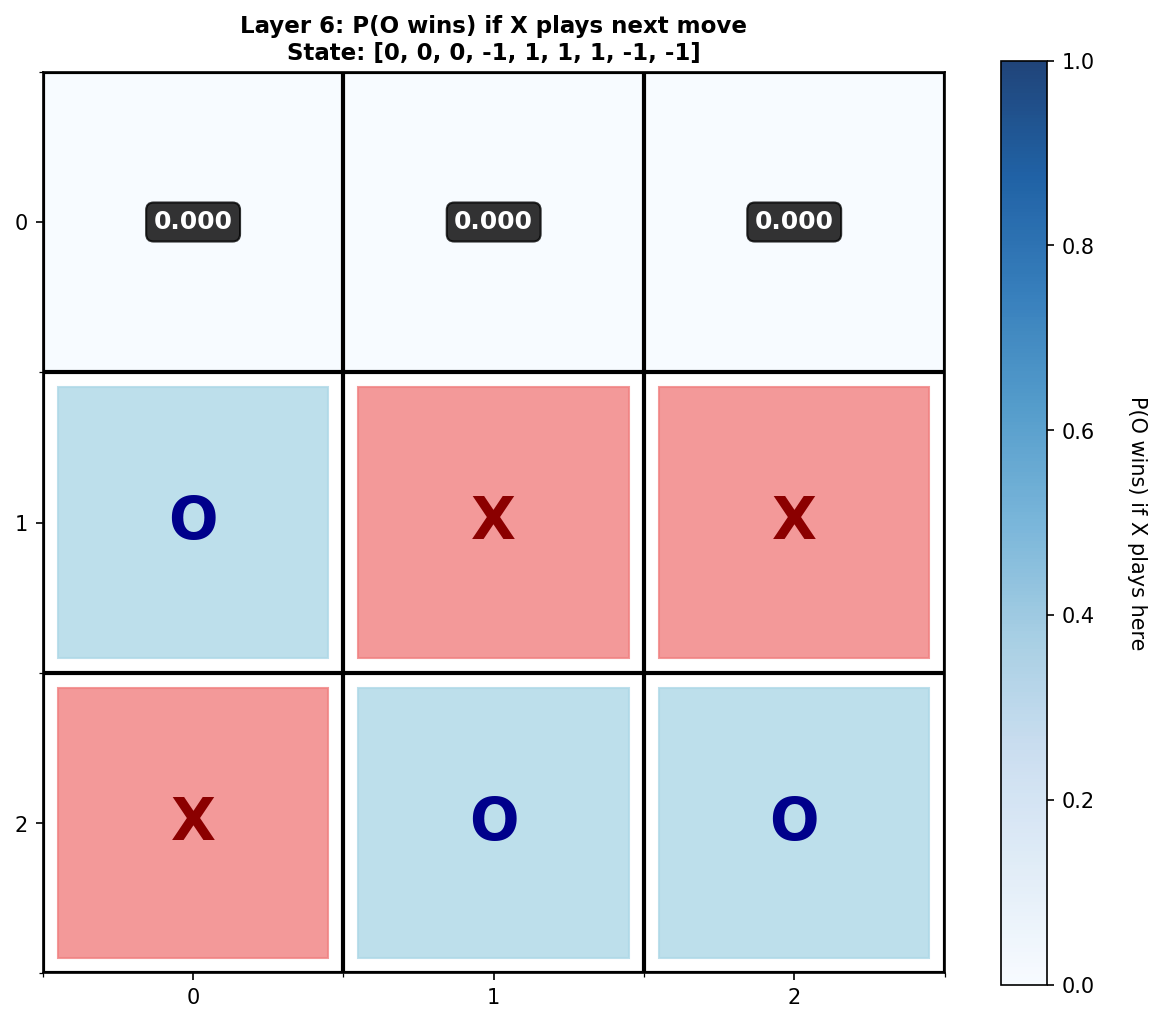 Layer 6: P(O wins) if X plays next move
State: [0, 0, 0, -1, 1, 1, 1, -1, -1]
1.0
0.8
0.6
0.4
0.2
0.0
P(O wins) if X plays here
0
0.000 0.000 0.000
1
O X X
2
X O O
0 1 2